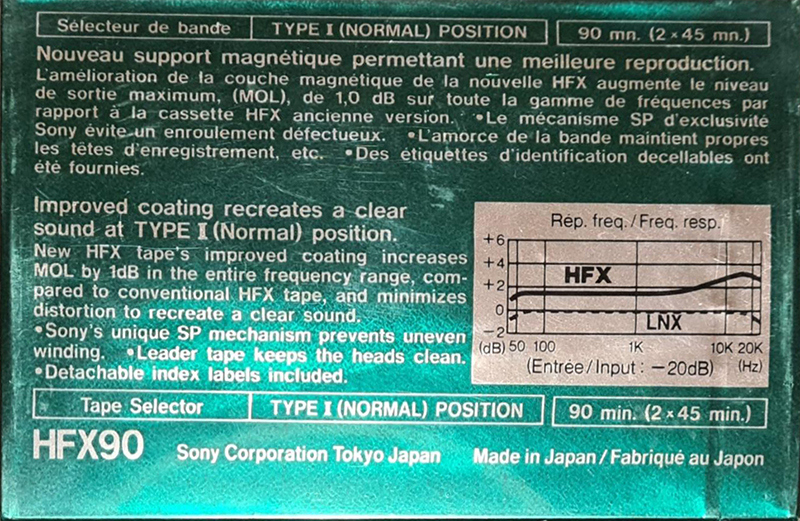 Sélecteur de bande TYPE I (NORMAL) POSITION 90 mn. (2×45 mn.)
Nouveau support magnétique permettant une meilleure reproduction.
L'amélioration de la couche magnétique de la nouvelle HFX augmente le niveau
de sortie maximum, (MOL), de 1,0 dB sur toute la gamme de fréquences par
rapport à la cassette HFX ancienne version. •Le mécanisme SP d'exclusivité
Sony évite un enroulement défectueux. •L'amorce de la bande maintient propres
les têtes d'enregistrement, etc. •Des étiquettes d'identification decellables ont
été fournies.
Improved coating recreates a clear
sound at TYPE I (Normal) position.
New HFX tape's improved coating increases
MOL by 1dB in the entire frequency range, com-
pared to conventional HFX tape, and minimizes
distortion to recreate a clear sound.
•Sony's unique SP mechanism prevents uneven
winding. •Leader tape keeps the heads clean.
•Detachable index labels included.
Rép. freq./Freq. resp.
+6
+4
HFX
+2
0
LNX
−2
(dB) 50 100 1K 10K 20K
(Entrée/Input : −20dB) (Hz)
Tape Selector TYPE I (NORMAL) POSITION 90 min. (2×45 min.)
HFX90 Sony Corporation Tokyo Japan Made in Japan/Fabriqué au Japon